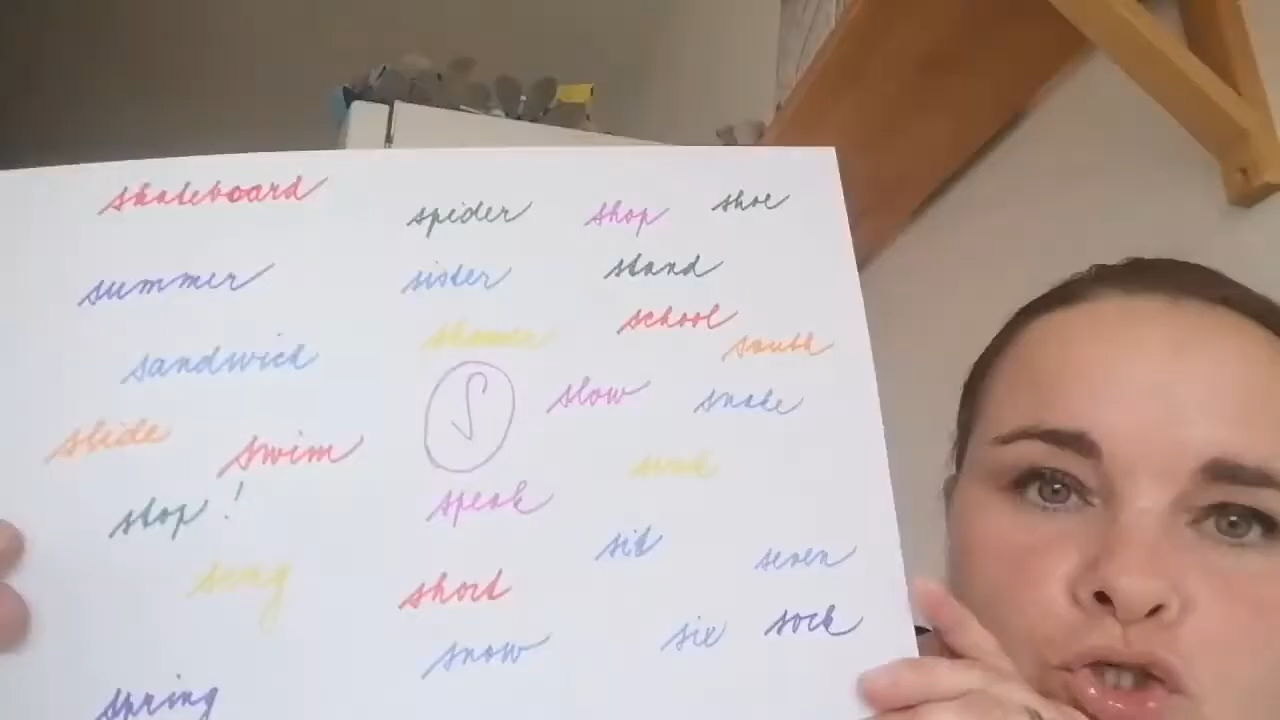 skateboard
spider
shop
shoe
summer
sister
stand
school
sandwich
south
S
slow
snake
slide
swim
speak
stop!
sit
seven
song
short
six
sock
snow
spring